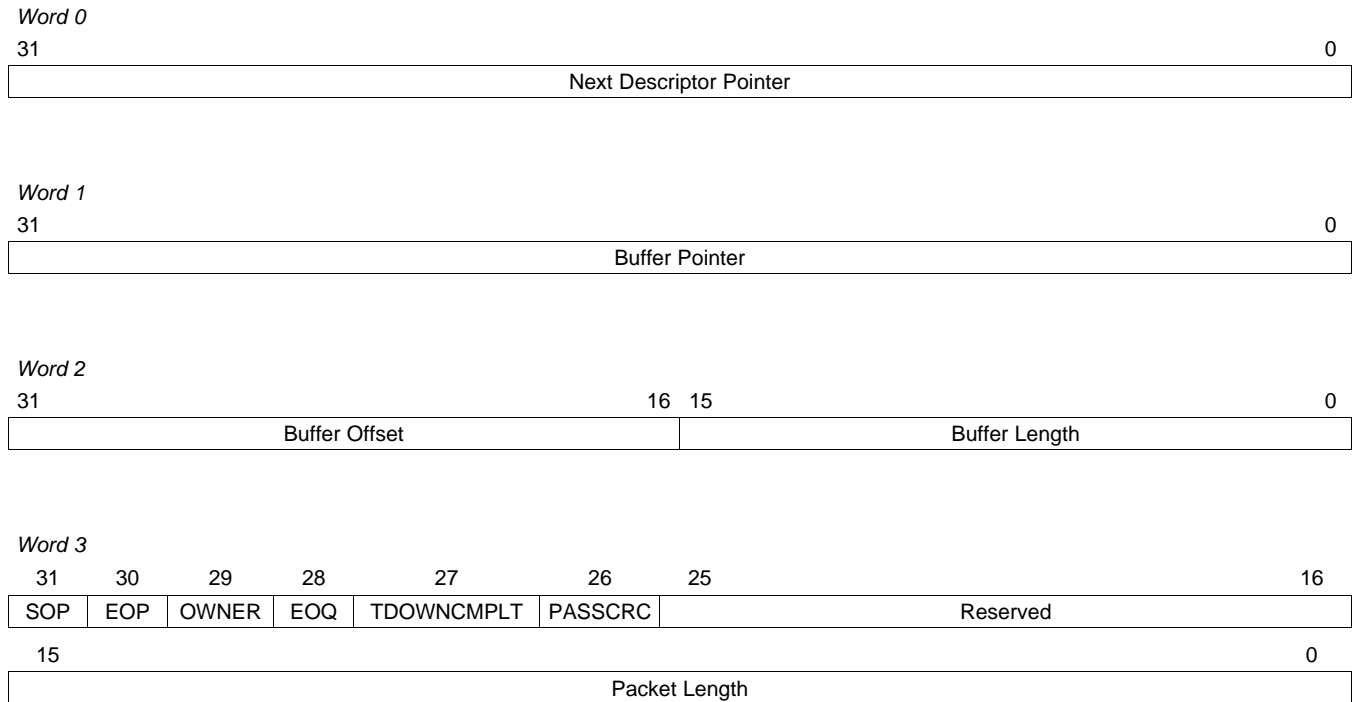 Word 0
31 0
Next Descriptor Pointer
Word 1
31 0
Buffer Pointer
Word 2
31 16 15 0
Buffer Offset Buffer Length
Word 3
31 30 29 28 27 26 25 16
SOP EOP OWNER EOQ TDOWNCMPLT PASSCRC Reserved
15 0
Packet Length